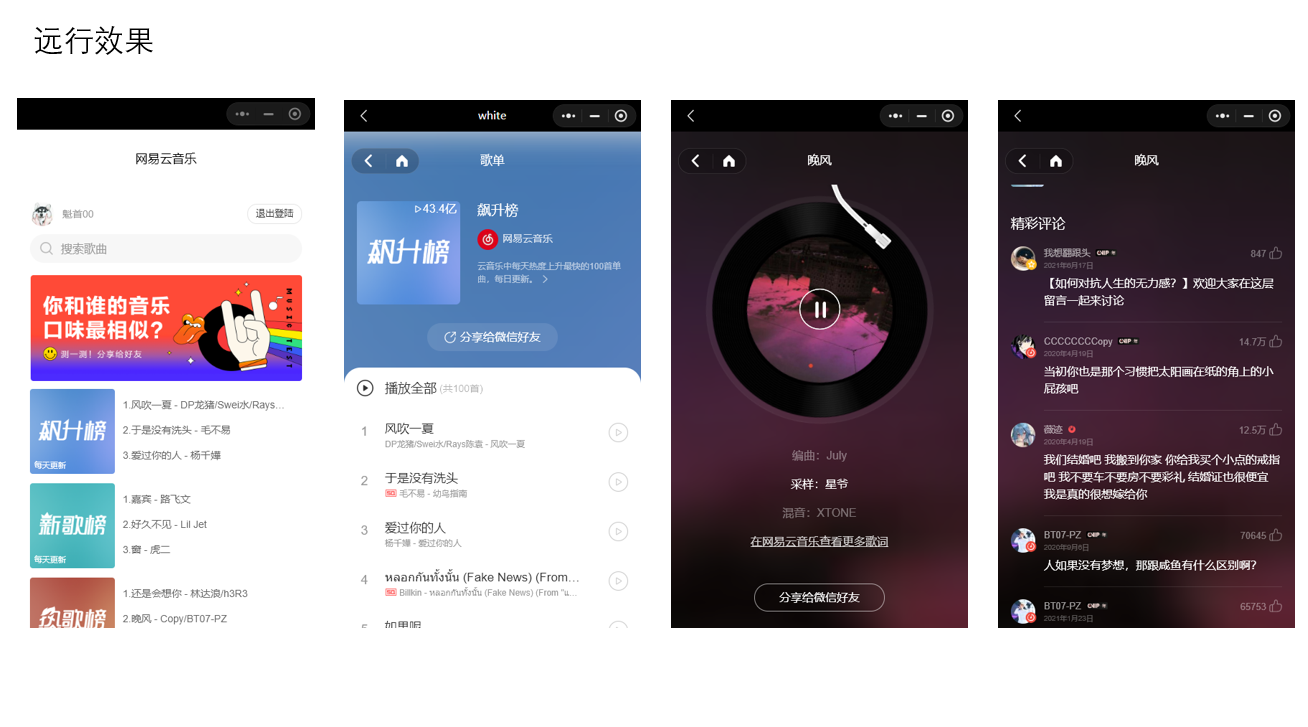 远行效果
网易云音乐
魁首00
退出登陆
搜索歌曲
你和谁的音乐
口味最相似?
测一测!分享给好友
MUSIC TEST
飙升榜
每天更新
1.风吹一夏 - DP龙猪/Swei水/Rays...
2.于是没有洗头 - 毛不易
3.爱过你的人 - 杨千嬅
新歌榜
每天更新
1.嘉宾 - 路飞文
2.好久不见 - Lil Jet
3.窗 - 虎二
热歌榜
1.还是会想你 - 林达浪/h3R3
2.晚风 - Copy/BT07-PZ
white
歌单
43.4亿
飙升榜
飙升榜
网易云音乐
云音乐中每天热度上升最快的100首单
曲，每日更新。
分享给微信好友
播放全部(共100首)
1 风吹一夏
DP龙猪/Swei水/Rays陈袁 - 风吹一夏
2 于是没有洗头
SQ 毛不易 - 幼鸟指南
3 爱过你的人
杨千嬅 - 爱过你的人
4 หลอกกันทั้งนั้น (Fake News) (From...
SQ Billkin - หลอกกันทั้งนั้น (Fake News) (From "แ...
5 如果呢
晚风
编曲：July
采样：星爷
混音：XTONE
在网易云音乐查看更多歌词
分享给微信好友
晚风
精彩评论
我想翻跟头
847
2021年6月17日
【如何对抗人生的无力感？】欢迎大家在这层
留言一起来讨论
CCCCCCCCopy
14.7万
2020年4月19日
当初你也是那个习惯把太阳画在纸的角上的小
屁孩吧
薇迹
12.5万
2020年4月19日
我们结婚吧 我搬到你家 你给我买个小点的戒指
吧 我不要车不要房不要彩礼, 结婚证也很便宜
我是真的很想嫁给你
BT07-PZ
70645
2020年9月6日
人如果没有梦想，那跟咸鱼有什么区别啊？
BT07-PZ
65753
2021年1月23日